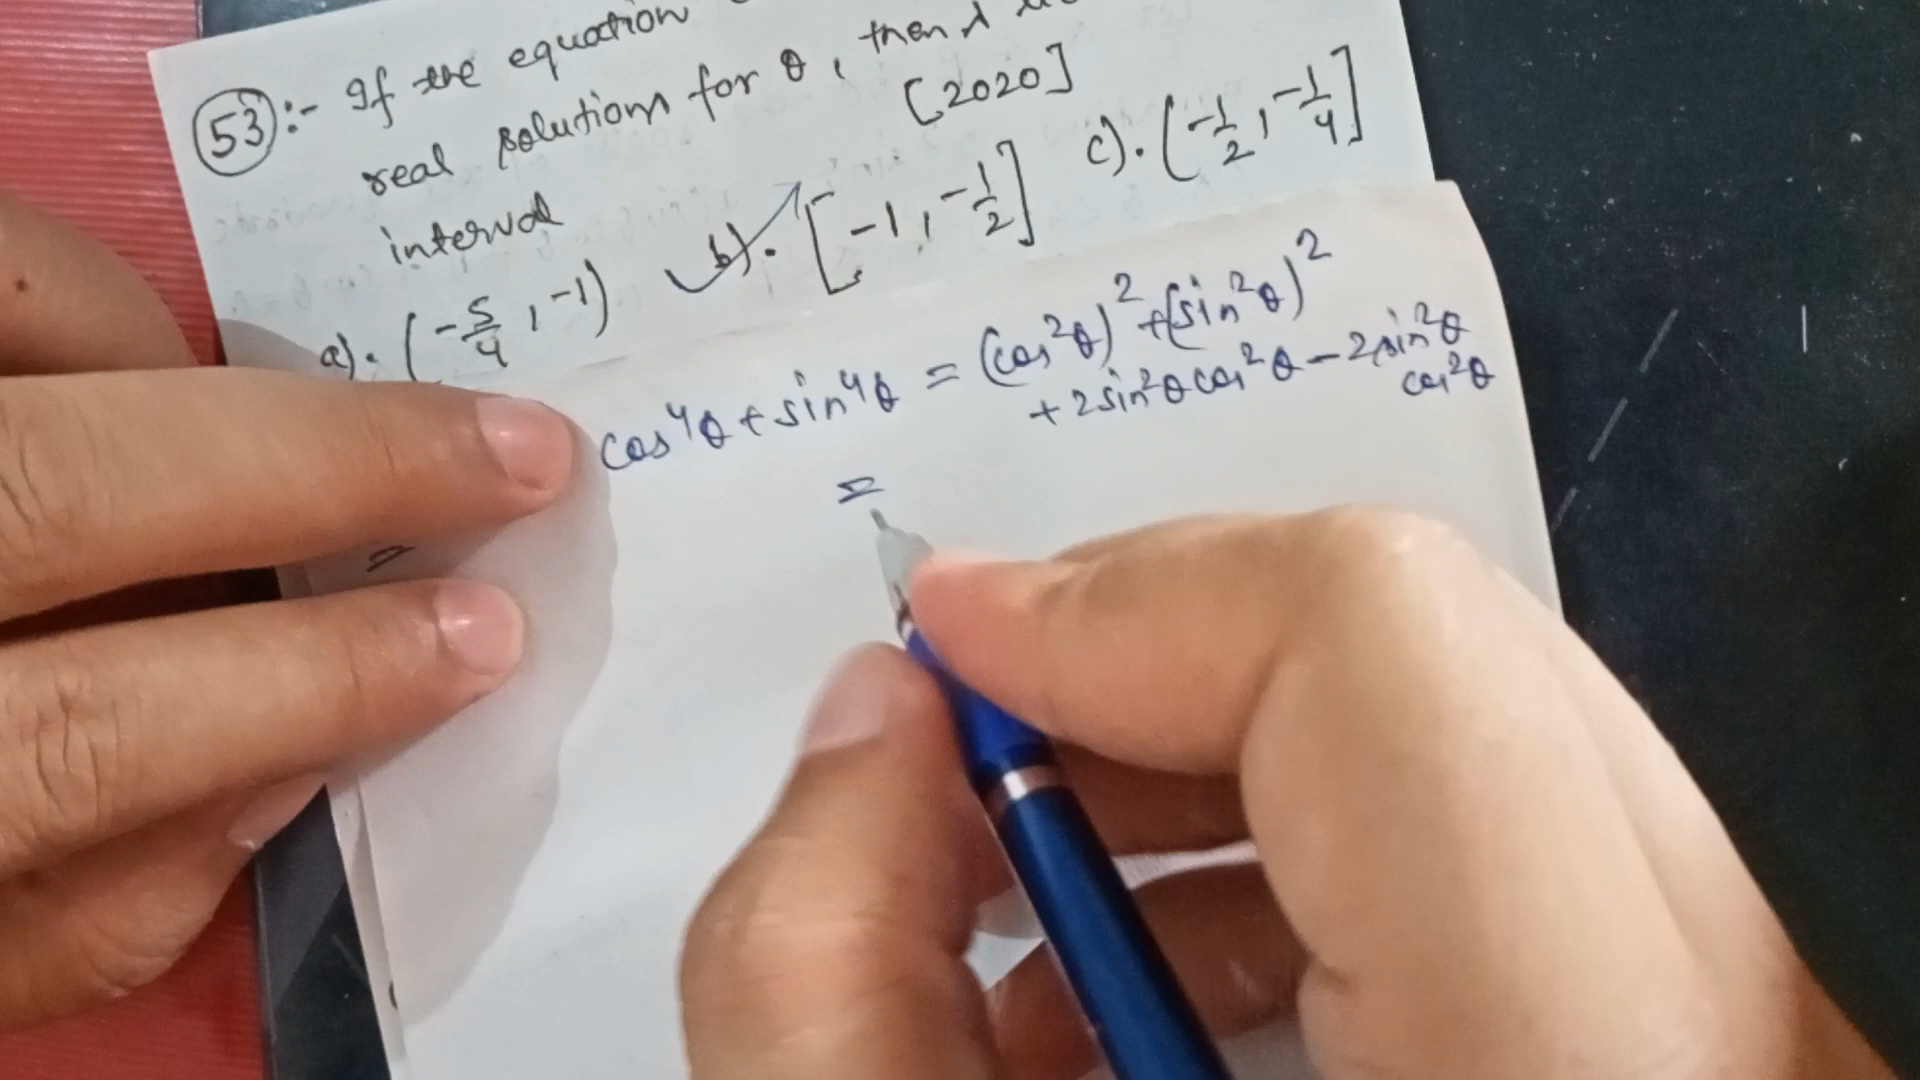 53:- If the equation
real solutions for θ, then λ
interval [2020]
a). (-5/4, -1) b). [-1, -1/2] c). (-1/2, -1/4]
cos⁴θ + sin⁴θ = (cos²θ)² + (sin²θ)²
+ 2sin²θ cos²θ - 2sin²θ cos²θ
=
=